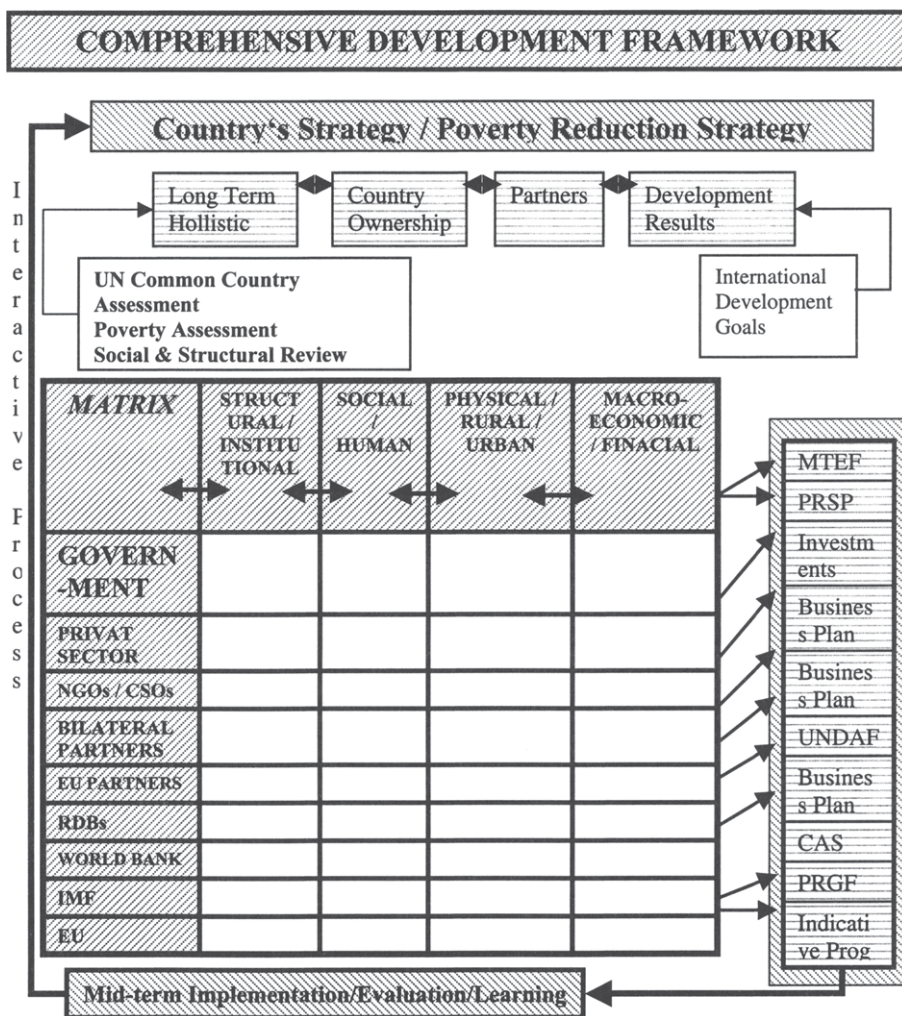 COMPREHENSIVE DEVELOPMENT FRAMEWORK
Country's Strategy / Poverty Reduction Strategy
Interactive Process
Long Term
Hollistic
Country
Ownership
Partners
Development
Results
UN Common Country
Assessment
Poverty Assessment
Social & Structural Review
International
Development
Goals
MATRIX
STRUCT
URAL /
INSTITU
TIONAL
SOCIAL
/
HUMAN
PHYSICAL /
RURAL /
URBAN
MACRO-
ECONOMIC
/ FINACIAL
GOVERN
-MENT
PRIVAT
SECTOR
NGOs / CSOs
BILATERAL
PARTNERS
EU PARTNERS
RDBs
WORLD BANK
IMF
EU
MTEF
PRSP
Investm
ents
Busines
s Plan
Busines
s Plan
UNDAF
Busines
s Plan
CAS
PRGF
Indicati
ve Prog
Mid-term Implementation/Evaluation/Learning